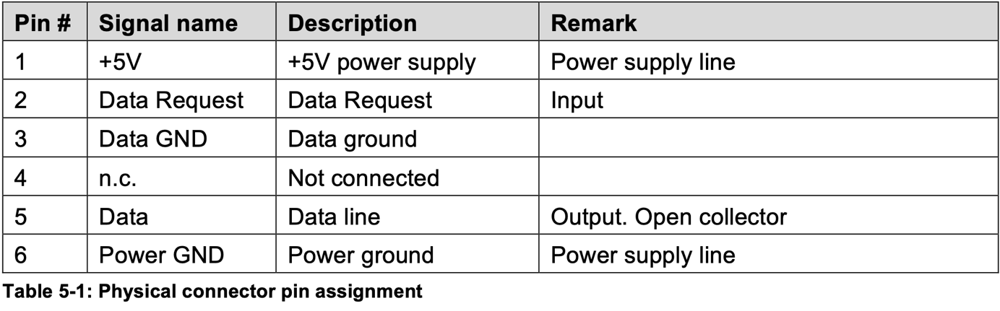 Pin # Signal name Description Remark
1 +5V +5V power supply Power supply line
2 Data Request Data Request Input
3 Data GND Data ground
4 n.c. Not connected
5 Data Data line Output. Open collector
6 Power GND Power ground Power supply line
Table 5-1: Physical connector pin assignment